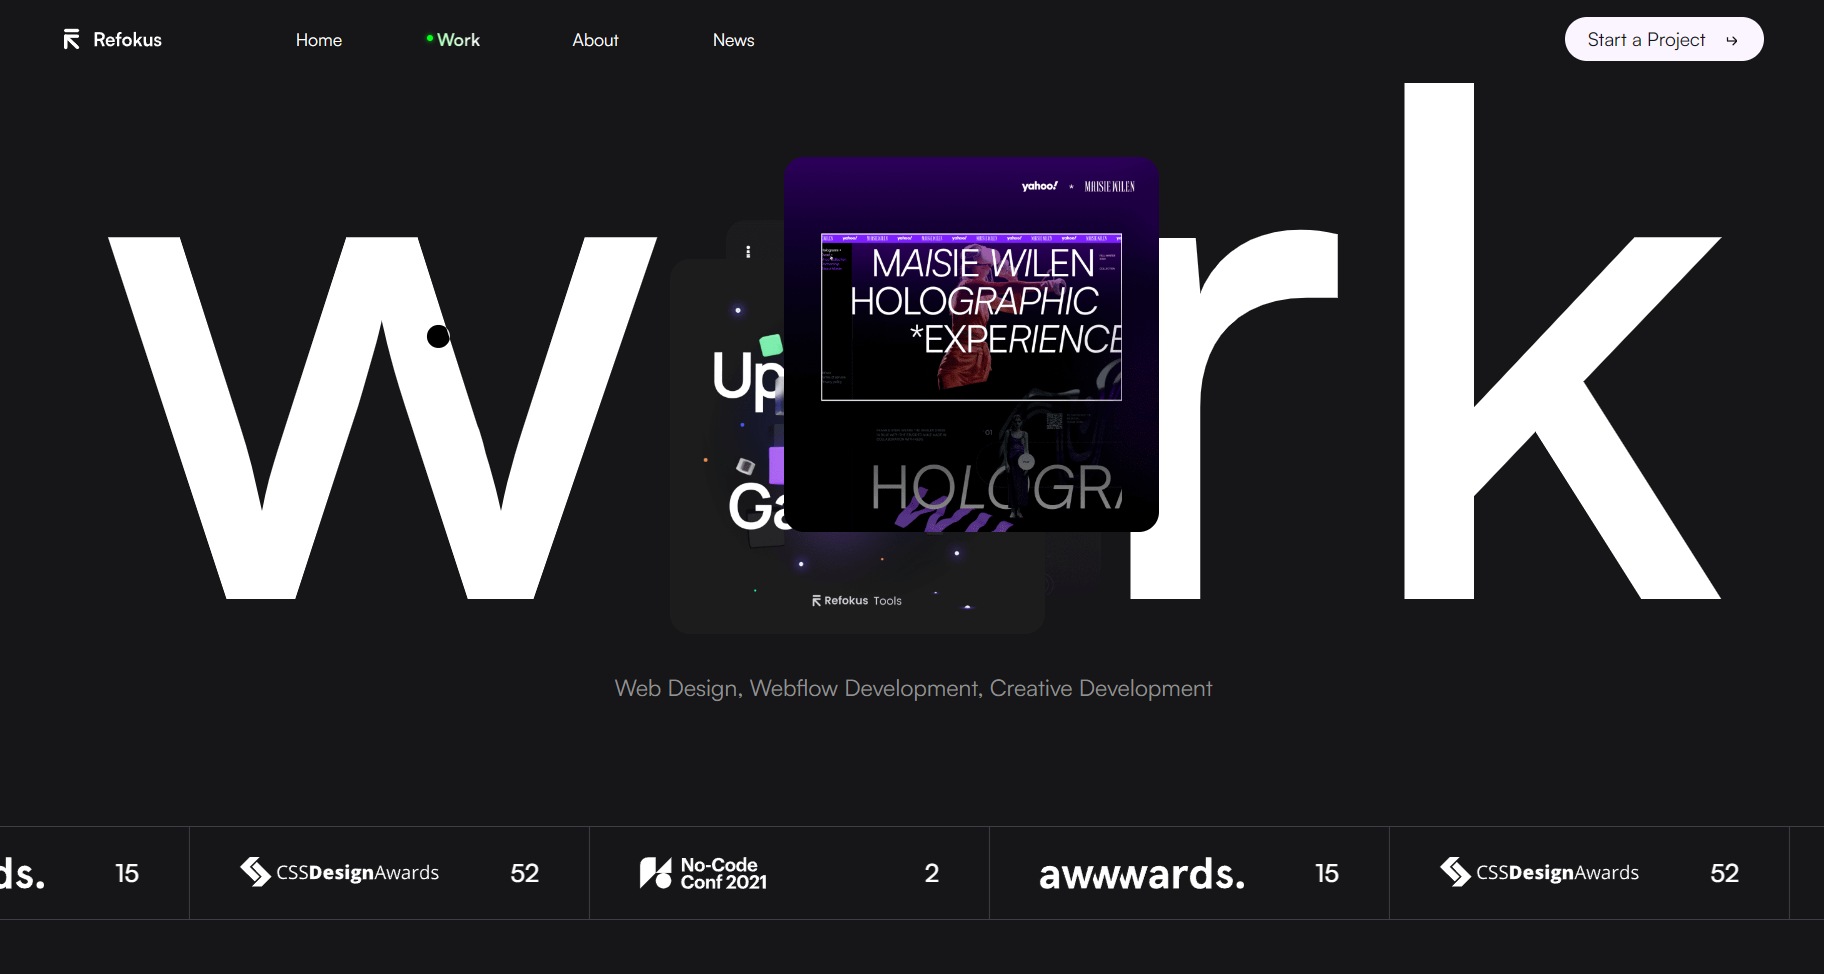 Refokus
Home
Work
About
News
Start a Project
w rk
yahoo! * MAISIE WILEN
MAISIE WILEN
HOLOGRAPHIC
*EXPERIENCE
HOLOGRA
Up
Ga
Refokus Tools
Web Design, Webflow Development, Creative Development
ds. 15
CSSDesignAwards 52
No-Code
Conf 2021
2
awwwards. 15
CSSDesignAwards 52